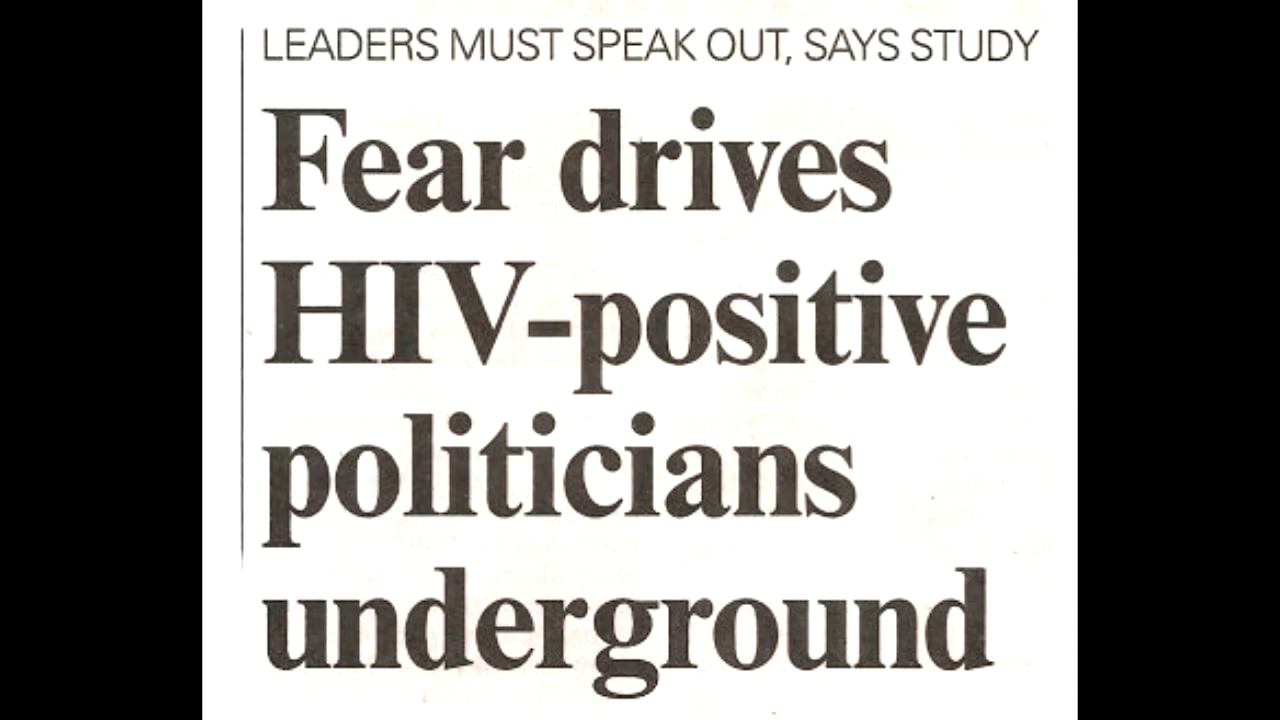 LEADERS MUST SPEAK OUT, SAYS STUDY
Fear drives
HIV-positive
politicians
underground